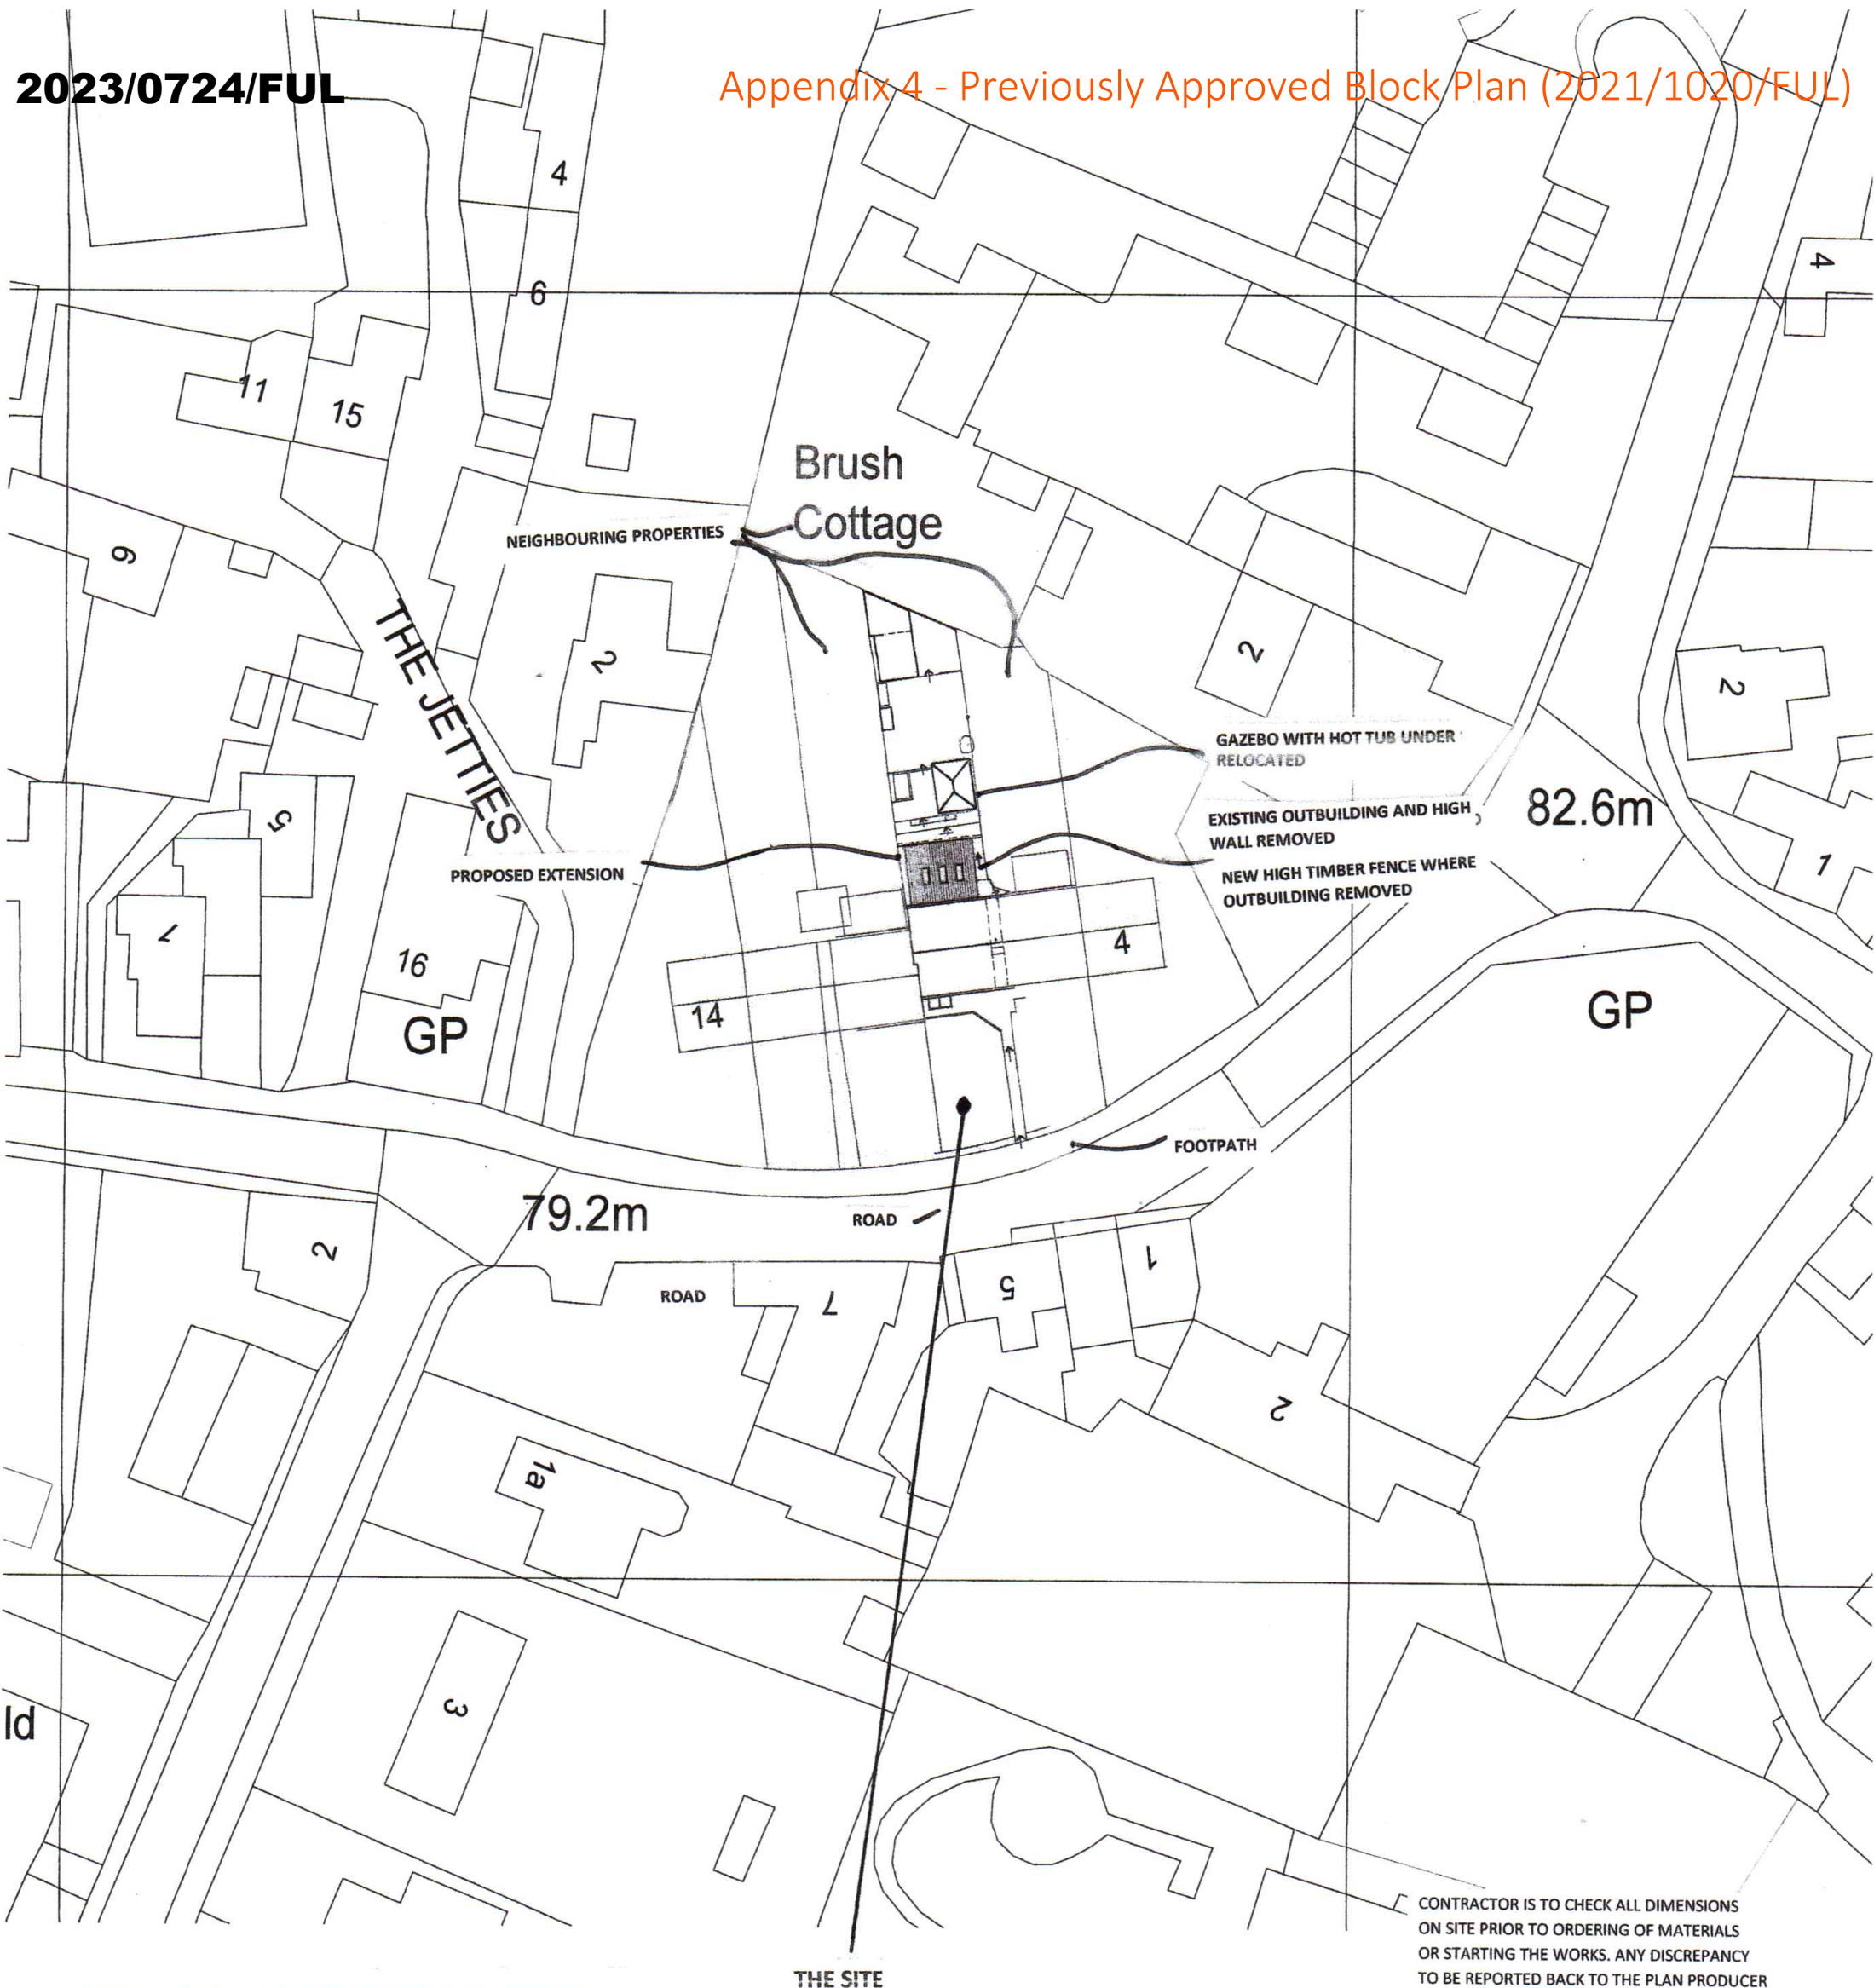 2023/0724/FUL
Appendix 4 - Previously Approved Block Plan (2021/1020/FUL)
4
6
4
11
15
Brush
Cottage
NEIGHBOURING PROPERTIES
9
THE JETTIES
2
2
2
GAZEBO WITH HOT TUB UNDER
RELOCATED
EXISTING OUTBUILDING AND HIGH
WALL REMOVED
NEW HIGH TIMBER FENCE WHERE
OUTBUILDING REMOVED
82.6m
5
PROPOSED EXTENSION
1
1
16
GP
14
4
GP
FOOTPATH
79.2m
ROAD
2
ROAD
7
5
1
2
1a
3
ld
CONTRACTOR IS TO CHECK ALL DIMENSIONS
ON SITE PRIOR TO ORDERING OF MATERIALS
OR STARTING THE WORKS. ANY DISCREPANCY
TO BE REPORTED BACK TO THE PLAN PRODUCER
THE SITE